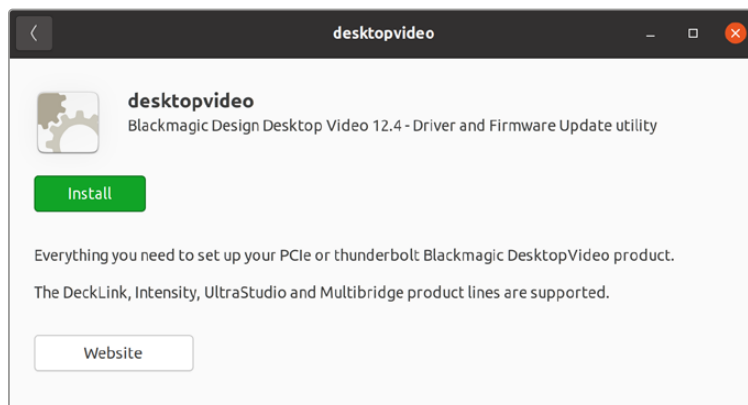 desktopvideo
desktopvideo
Blackmagic Design Desktop Video 12.4 - Driver and Firmware Update utility
Install
Everything you need to set up your PCIe or thunderbolt Blackmagic DesktopVideo product.
The DeckLink, Intensity, UltraStudio and Multibridge product lines are supported.
Website